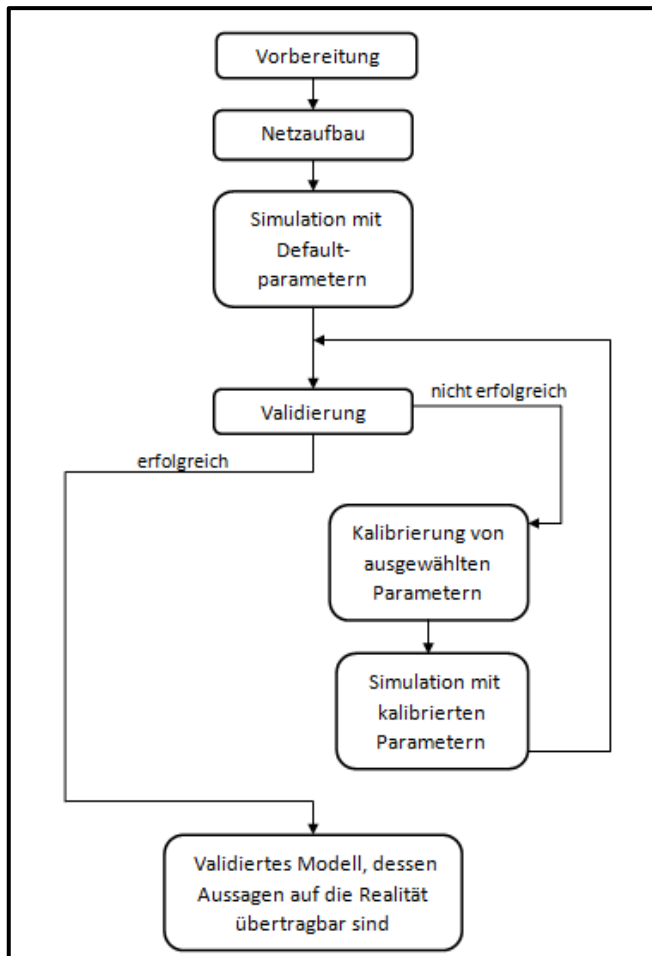 Vorbereitung
Netzaufbau
Simulation mit
Default-
parametern
nicht erfolgreich
Validierung
erfolgreich
Kalibrierung von
ausgewählten
Parametern
Simulation mit
kalibrierten
Parametern
Validiertes Modell, dessen
Aussagen auf die Realität
übertragbar sind